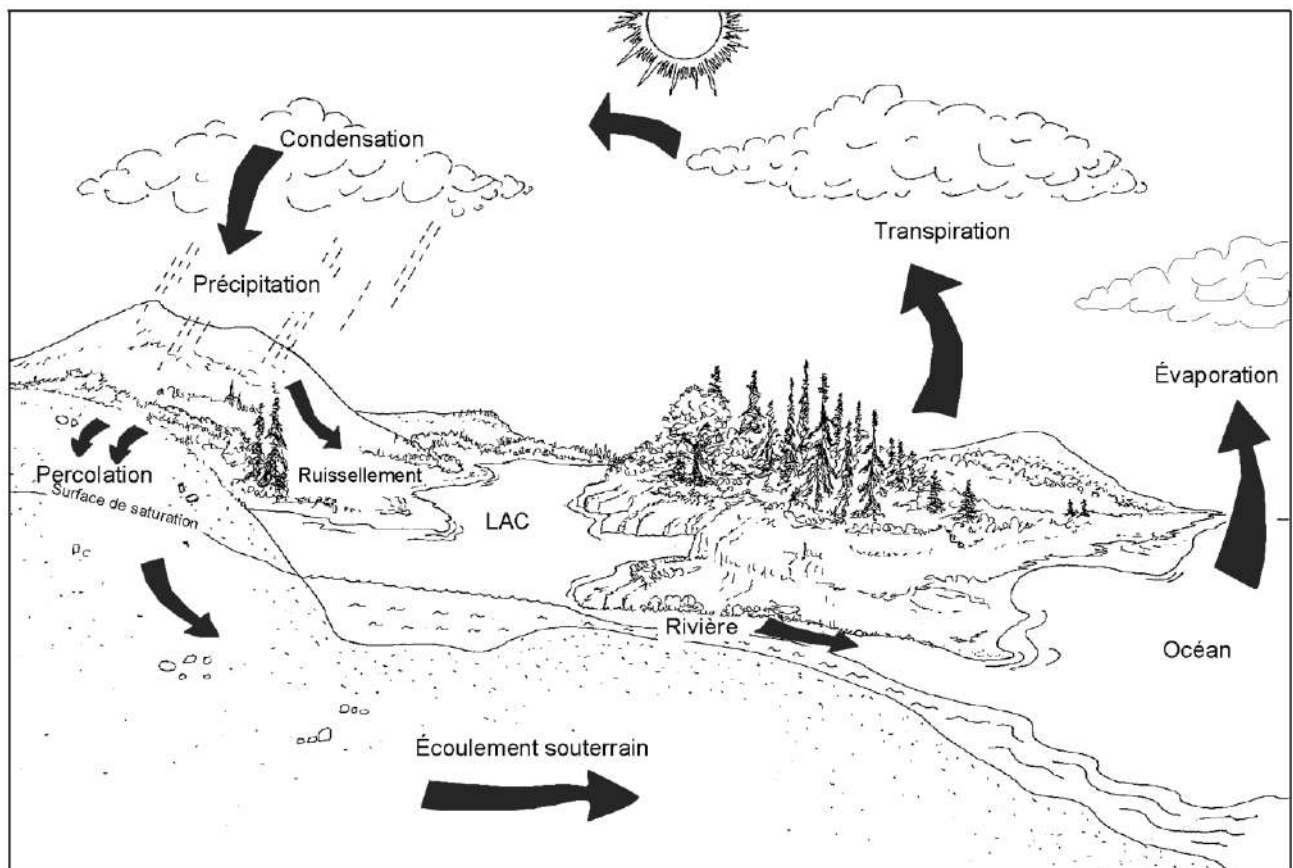 Condensation
Transpiration
Précipitation
Évaporation
Percolation
Ruissellement
Surface de saturation
LAC
Rivière
Océan
Écoulement souterrain